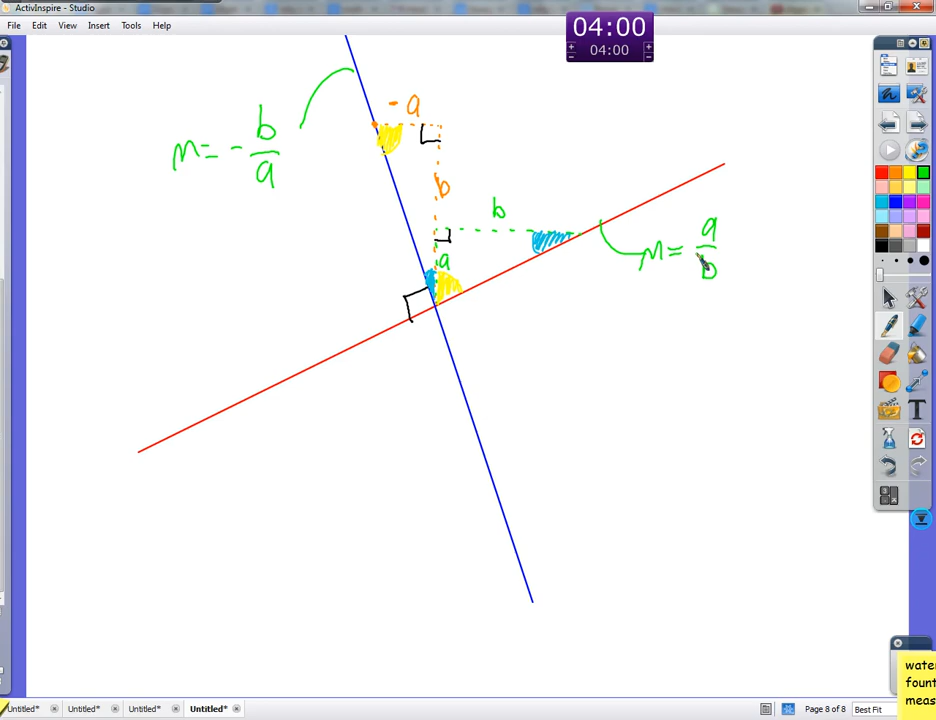 ActivInspire - Studio
File Edit View Insert Tools Help
04:00
04:00
- a
m = - b/a
b
b
a
m = a/b
water
fount
meas
Untitled* Untitled* Untitled* Untitled*
Page 8 of 8
Best Fit